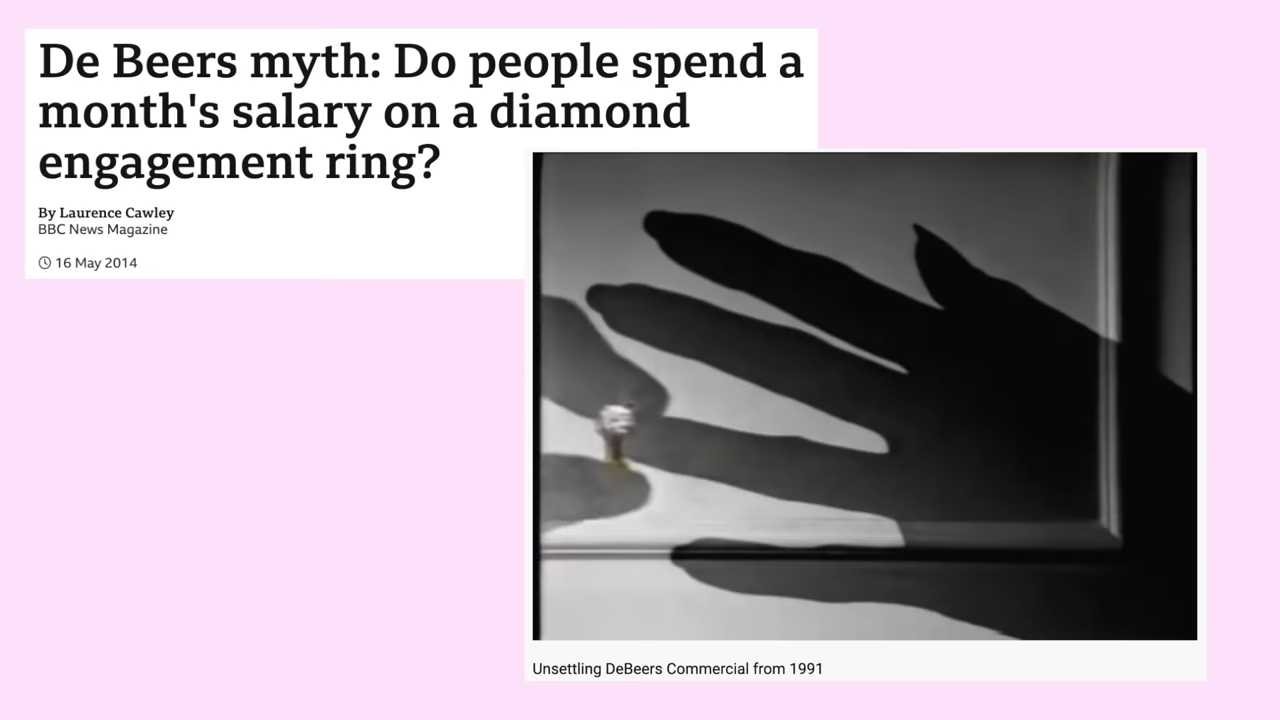 De Beers myth: Do people spend a
month's salary on a diamond
engagement ring?
By Laurence Cawley
BBC News Magazine
16 May 2014
Unsettling DeBeers Commercial from 1991